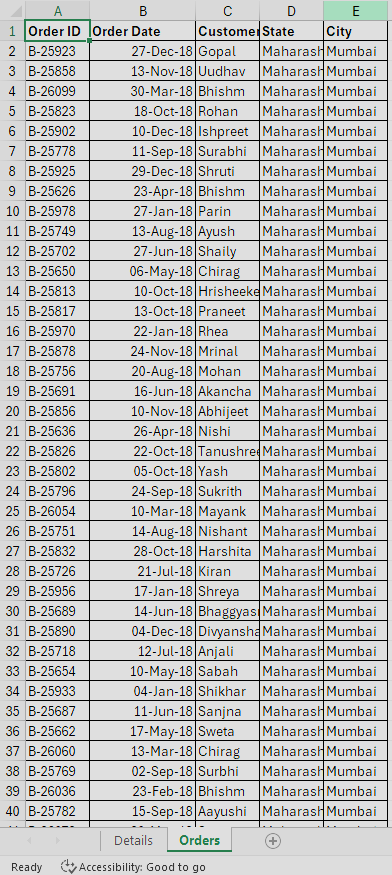 A B C D E
1 Order ID Order Date Custome State City
2 B-25923 27-Dec-18 Gopal Maharash Mumbai
3 B-25858 13-Nov-18 Uudhav Maharash Mumbai
4 B-26099 30-Mar-18 Bhishm Maharash Mumbai
5 B-25823 18-Oct-18 Rohan Maharash Mumbai
6 B-25902 10-Dec-18 Ishpreet Maharash Mumbai
7 B-25778 11-Sep-18 Surabhi Maharash Mumbai
8 B-25925 29-Dec-18 Shruti Maharash Mumbai
9 B-25626 23-Apr-18 Bhishm Maharash Mumbai
10 B-25978 27-Jan-18 Parin Maharash Mumbai
11 B-25749 13-Aug-18 Ayush Maharash Mumbai
12 B-25702 27-Jun-18 Shaily Maharash Mumbai
13 B-25650 06-May-18 Chirag Maharash Mumbai
14 B-25813 10-Oct-18 Hrisheeke Maharash Mumbai
15 B-25817 13-Oct-18 Praneet Maharash Mumbai
16 B-25970 22-Jan-18 Rhea Maharash Mumbai
17 B-25878 24-Nov-18 Mrinal Maharash Mumbai
18 B-25756 20-Aug-18 Mohan Maharash Mumbai
19 B-25691 16-Jun-18 Akancha Maharash Mumbai
20 B-25856 10-Nov-18 Abhijeet Maharash Mumbai
21 B-25636 26-Apr-18 Nishi Maharash Mumbai
22 B-25826 22-Oct-18 Tanushree Maharash Mumbai
23 B-25802 05-Oct-18 Yash Maharash Mumbai
24 B-25796 24-Sep-18 Sukrith Maharash Mumbai
25 B-26054 10-Mar-18 Mayank Maharash Mumbai
26 B-25751 14-Aug-18 Nishant Maharash Mumbai
27 B-25832 28-Oct-18 Harshita Maharash Mumbai
28 B-25726 21-Jul-18 Kiran Maharash Mumbai
29 B-25956 17-Jan-18 Shreya Maharash Mumbai
30 B-25689 14-Jun-18 Bhaggyas Maharash Mumbai
31 B-25890 04-Dec-18 Divyansha Maharash Mumbai
32 B-25718 12-Jul-18 Anjali Maharash Mumbai
33 B-25654 10-May-18 Sabah Maharash Mumbai
34 B-25933 04-Jan-18 Shikhar Maharash Mumbai
35 B-25687 11-Jun-18 Sanjna Maharash Mumbai
36 B-25662 17-May-18 Sweta Maharash Mumbai
37 B-26060 13-Mar-18 Chirag Maharash Mumbai
38 B-25769 02-Sep-18 Surbhi Maharash Mumbai
39 B-26036 23-Feb-18 Bhishm Maharash Mumbai
40 B-25782 15-Sep-18 Aayushi Maharash Mumbai
Details Orders
Ready Accessibility: Good to go